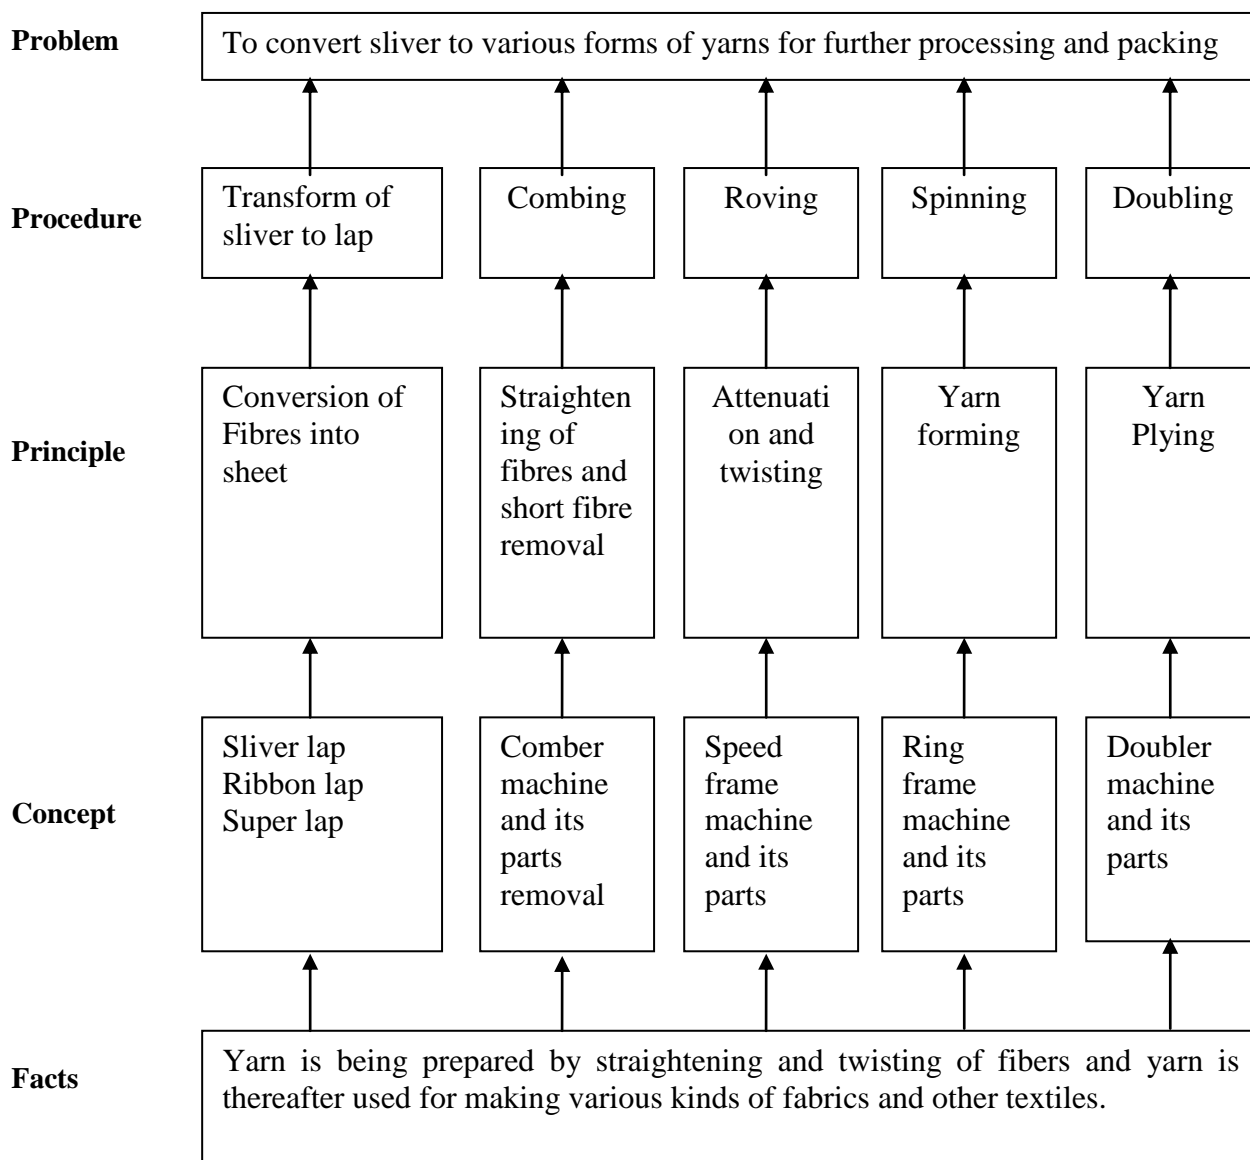 Problem
To convert sliver to various forms of yarns for further processing and packing
Procedure
Transform of
sliver to lap
Combing
Roving
Spinning
Doubling
Principle
Conversion of
Fibres into
sheet
Straighten
ing of
fibres and
short fibre
removal
Attenuati
on and
twisting
Yarn
forming
Yarn
Plying
Concept
Sliver lap
Ribbon lap
Super lap
Comber
machine
and its
parts
removal
Speed
frame
machine
and its
parts
Ring
frame
machine
and its
parts
Doubler
machine
and its
parts
Facts
Yarn is being prepared by straightening and twisting of fibers and yarn is
thereafter used for making various kinds of fabrics and other textiles.